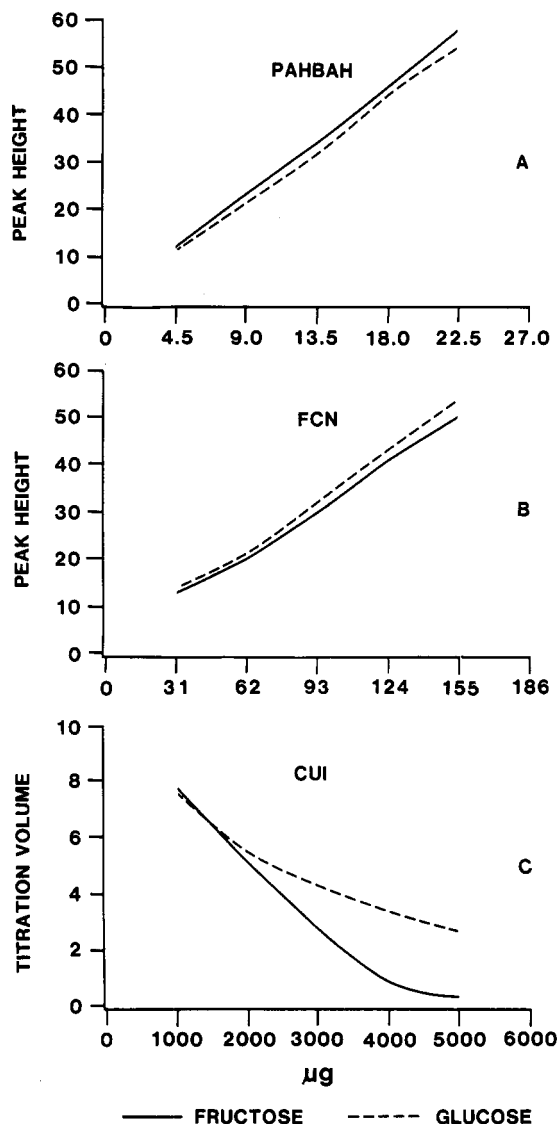 60
50
PAHBAH
40
PEAK HEIGHT
30
A
20
10
0
0 4.5 9.0 13.5 18.0 22.5 27.0
60
FCN
50
40
PEAK HEIGHT
30
B
20
10
0
0 31 62 93 124 155 186
10
CUI
8
TITRATION VOLUME
6
C
4
2
0
0 1000 2000 3000 4000 5000 6000
µg
FRUCTOSE GLUCOSE